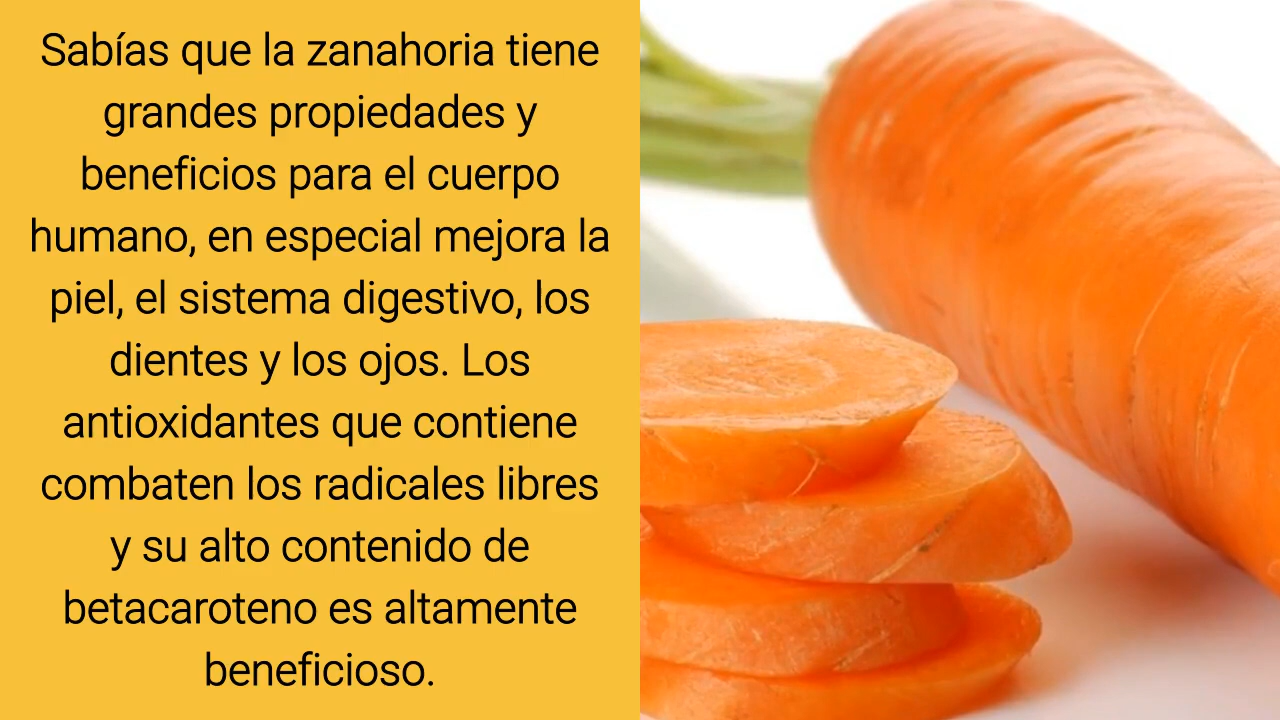 Sabías que la zanahoria tiene
grandes propiedades y
beneficios para el cuerpo
humano, en especial mejora la
piel, el sistema digestivo, los
dientes y los ojos. Los
antioxidantes que contiene
combaten los radicales libres
y su alto contenido de
betacaroteno es altamente
beneficioso.